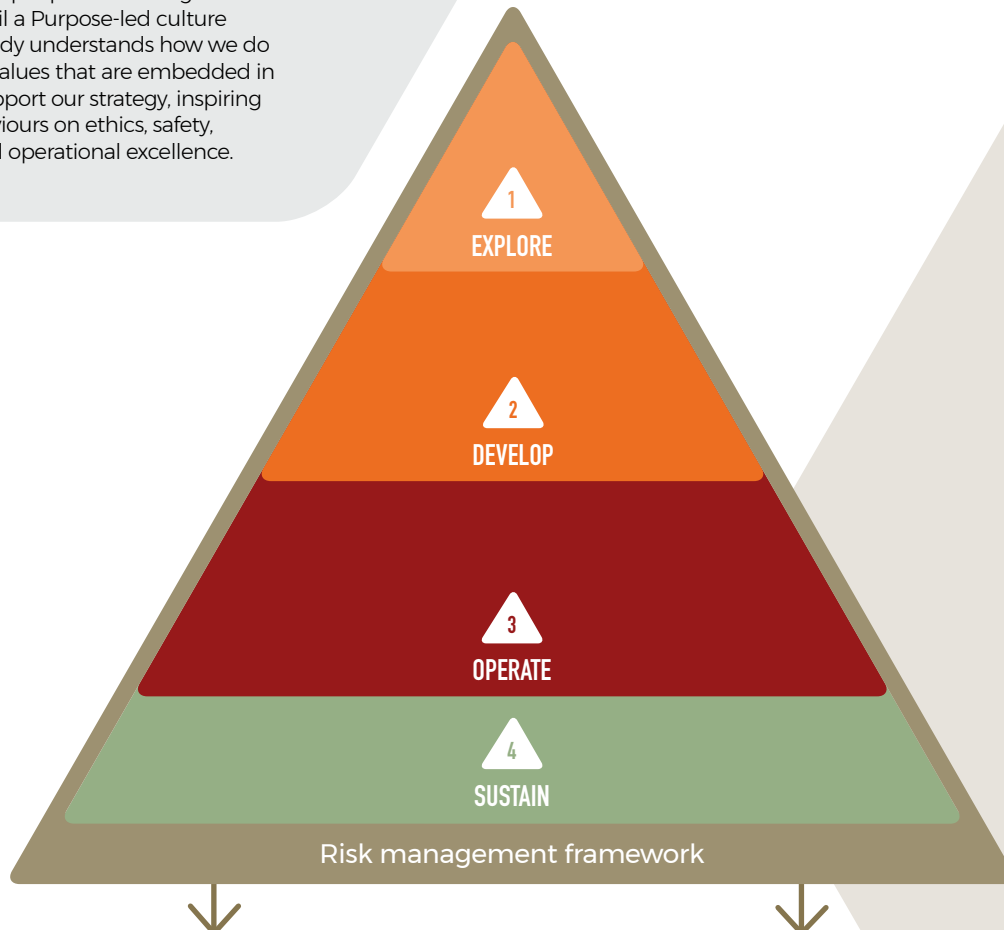 il a Purpose-led culture
dy understands how we do
alues that are embedded in
pport our strategy, inspiring
viours on ethics, safety,
l operational excellence.
1
EXPLORE
2
DEVELOP
3
OPERATE
4
SUSTAIN
Risk management framework